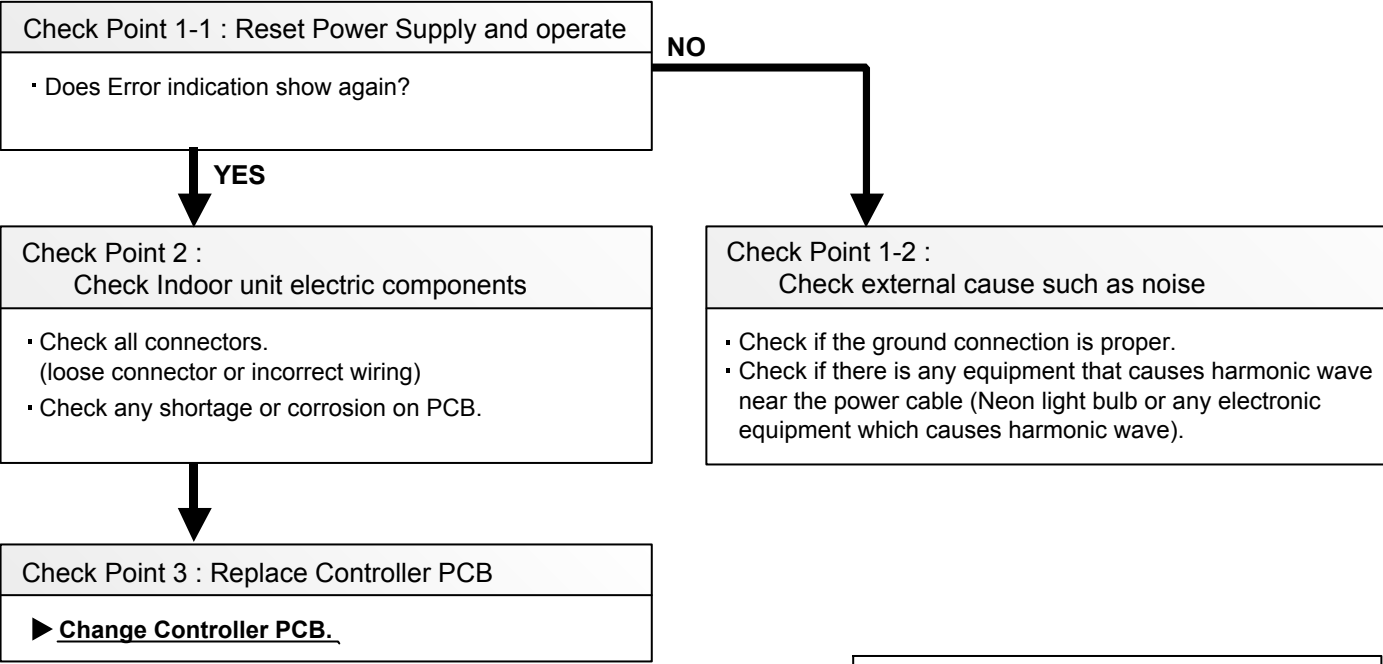 Check Point 1-1 : Reset Power Supply and operate
・Does Error indication show again?
NO
YES
Check Point 2 :
Check Indoor unit electric components
・Check all connectors.
(loose connector or incorrect wiring)
・Check any shortage or corrosion on PCB.
Check Point 1-2 :
Check external cause such as noise
・Check if the ground connection is proper.
・Check if there is any equipment that causes harmonic wave
near the power cable (Neon light bulb or any electronic
equipment which causes harmonic wave).
Check Point 3 : Replace Controller PCB
▶Change Controller PCB.